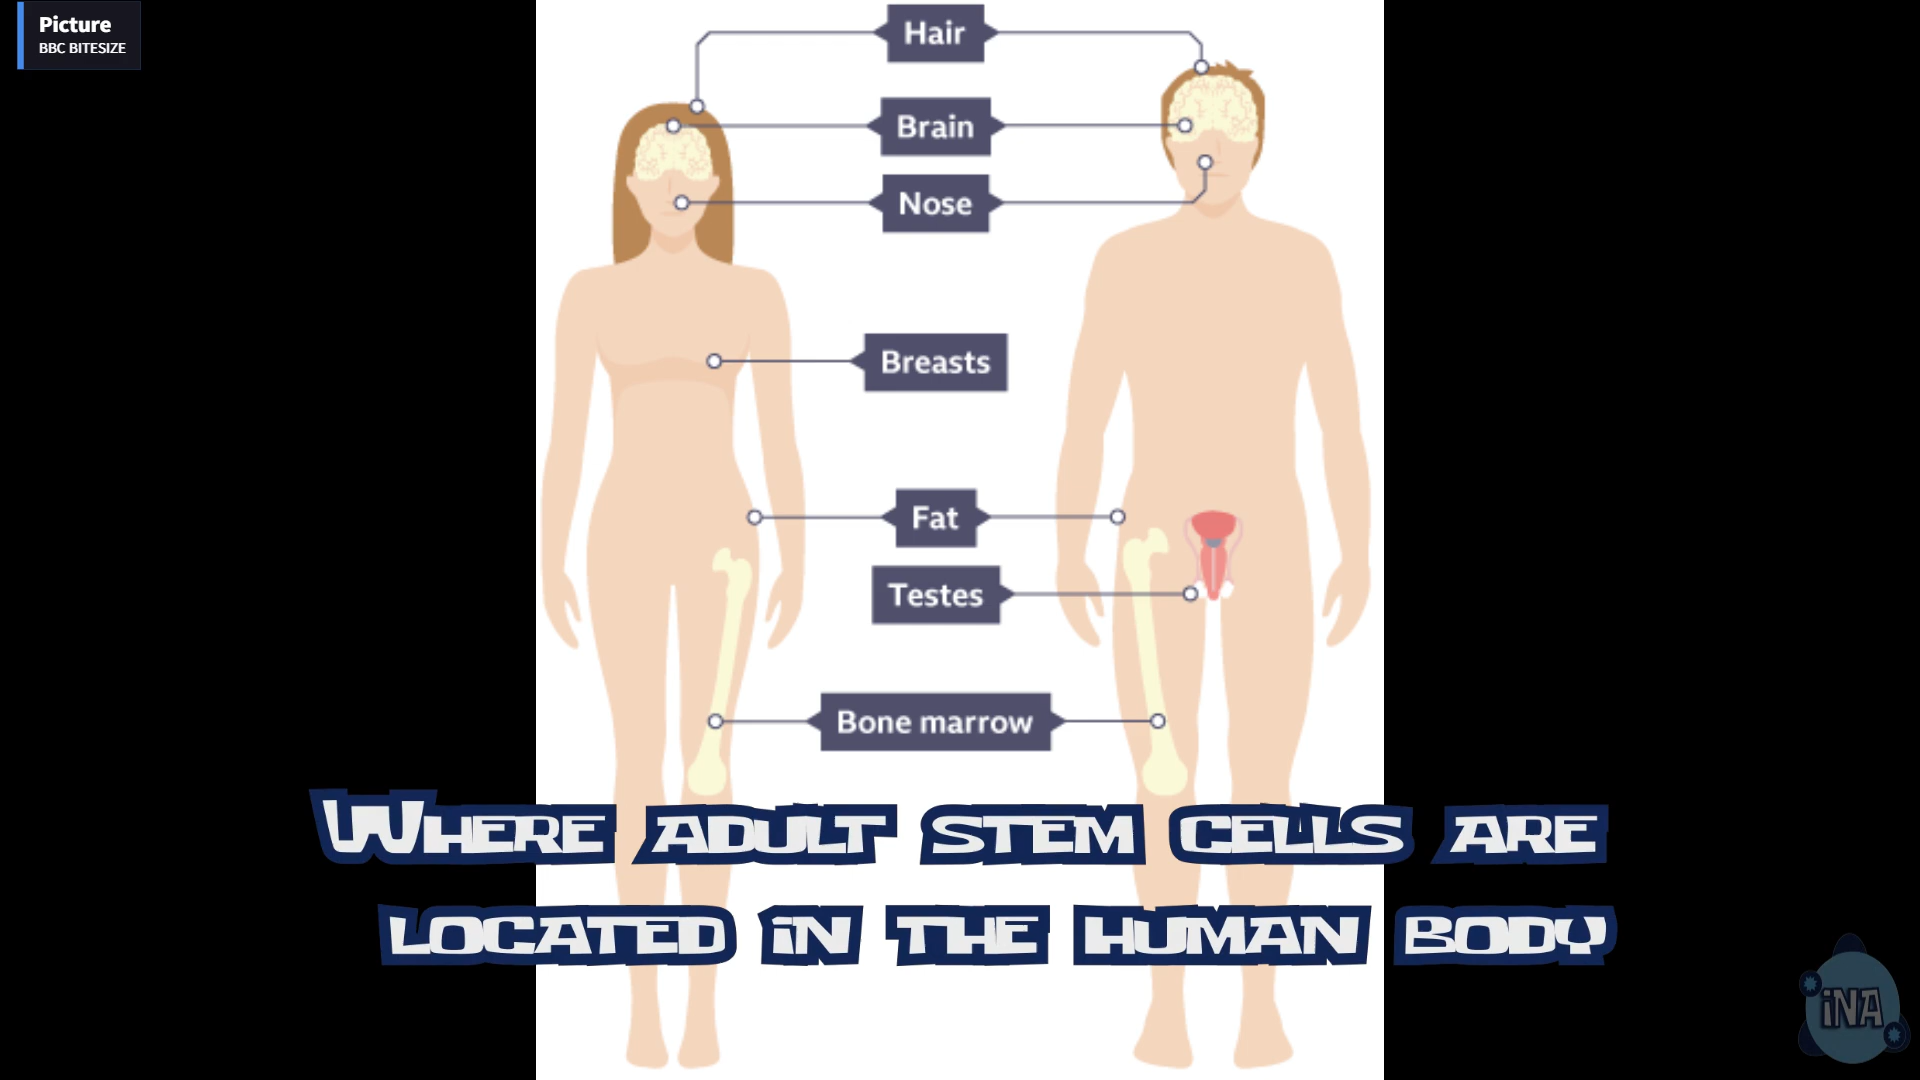 Picture
BBC BITESIZE
Hair
Brain
Nose
Breasts
Fat
Testes
Bone marrow
WHERE ADULT STEM CELLS ARE
LOCATED iN THE HUMAN BODY
iNA